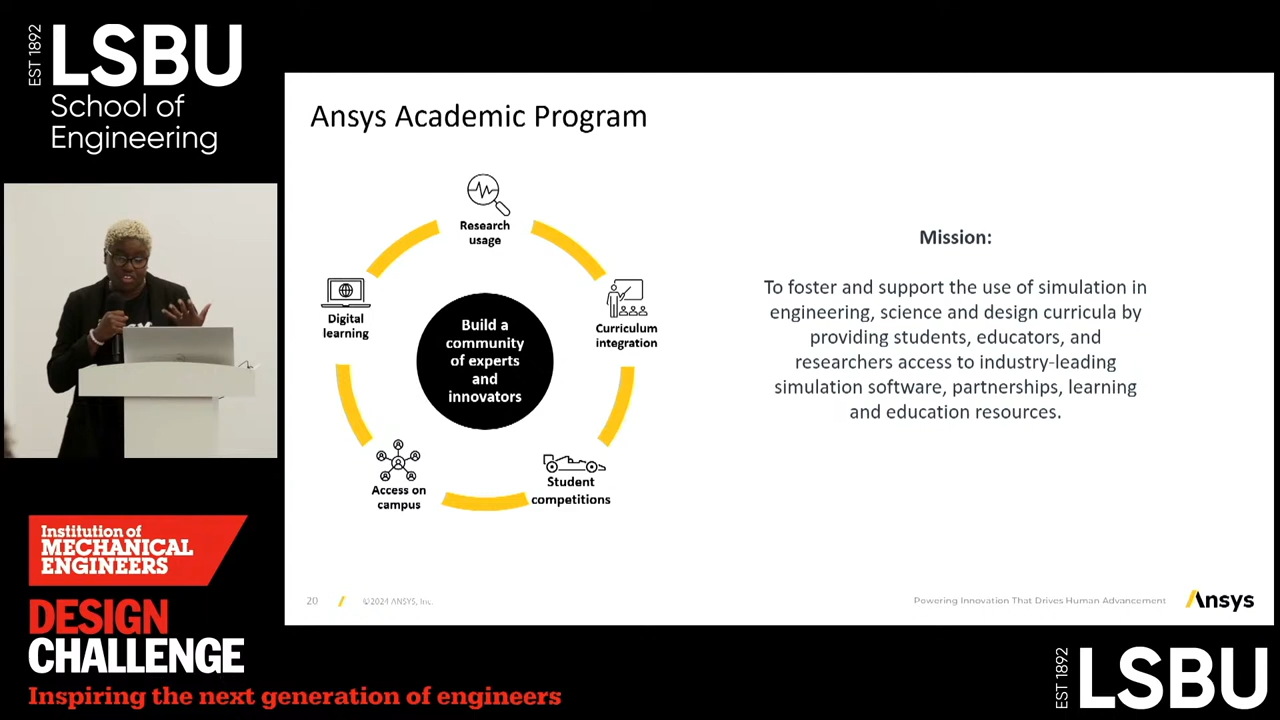 EST 1892
LSBU
School of
Engineering
Ansys Academic Program
Research
usage
Digital
learning
Curriculum
integration
Build a
community
of experts
and
innovators
Access on
campus
Student
competitions
Mission:
To foster and support the use of simulation in
engineering, science and design curricula by
providing students, educators, and
researchers access to industry-leading
simulation software, partnerships, learning
and education resources.
20
©2024 ANSYS, Inc.
Powering Innovation That Drives Human Advancement
Ansys
Institution of
MECHANICAL
ENGINEERS
DESIGN
CHALLENGE
Inspiring the next generation of engineers
EST 1892
LSBU